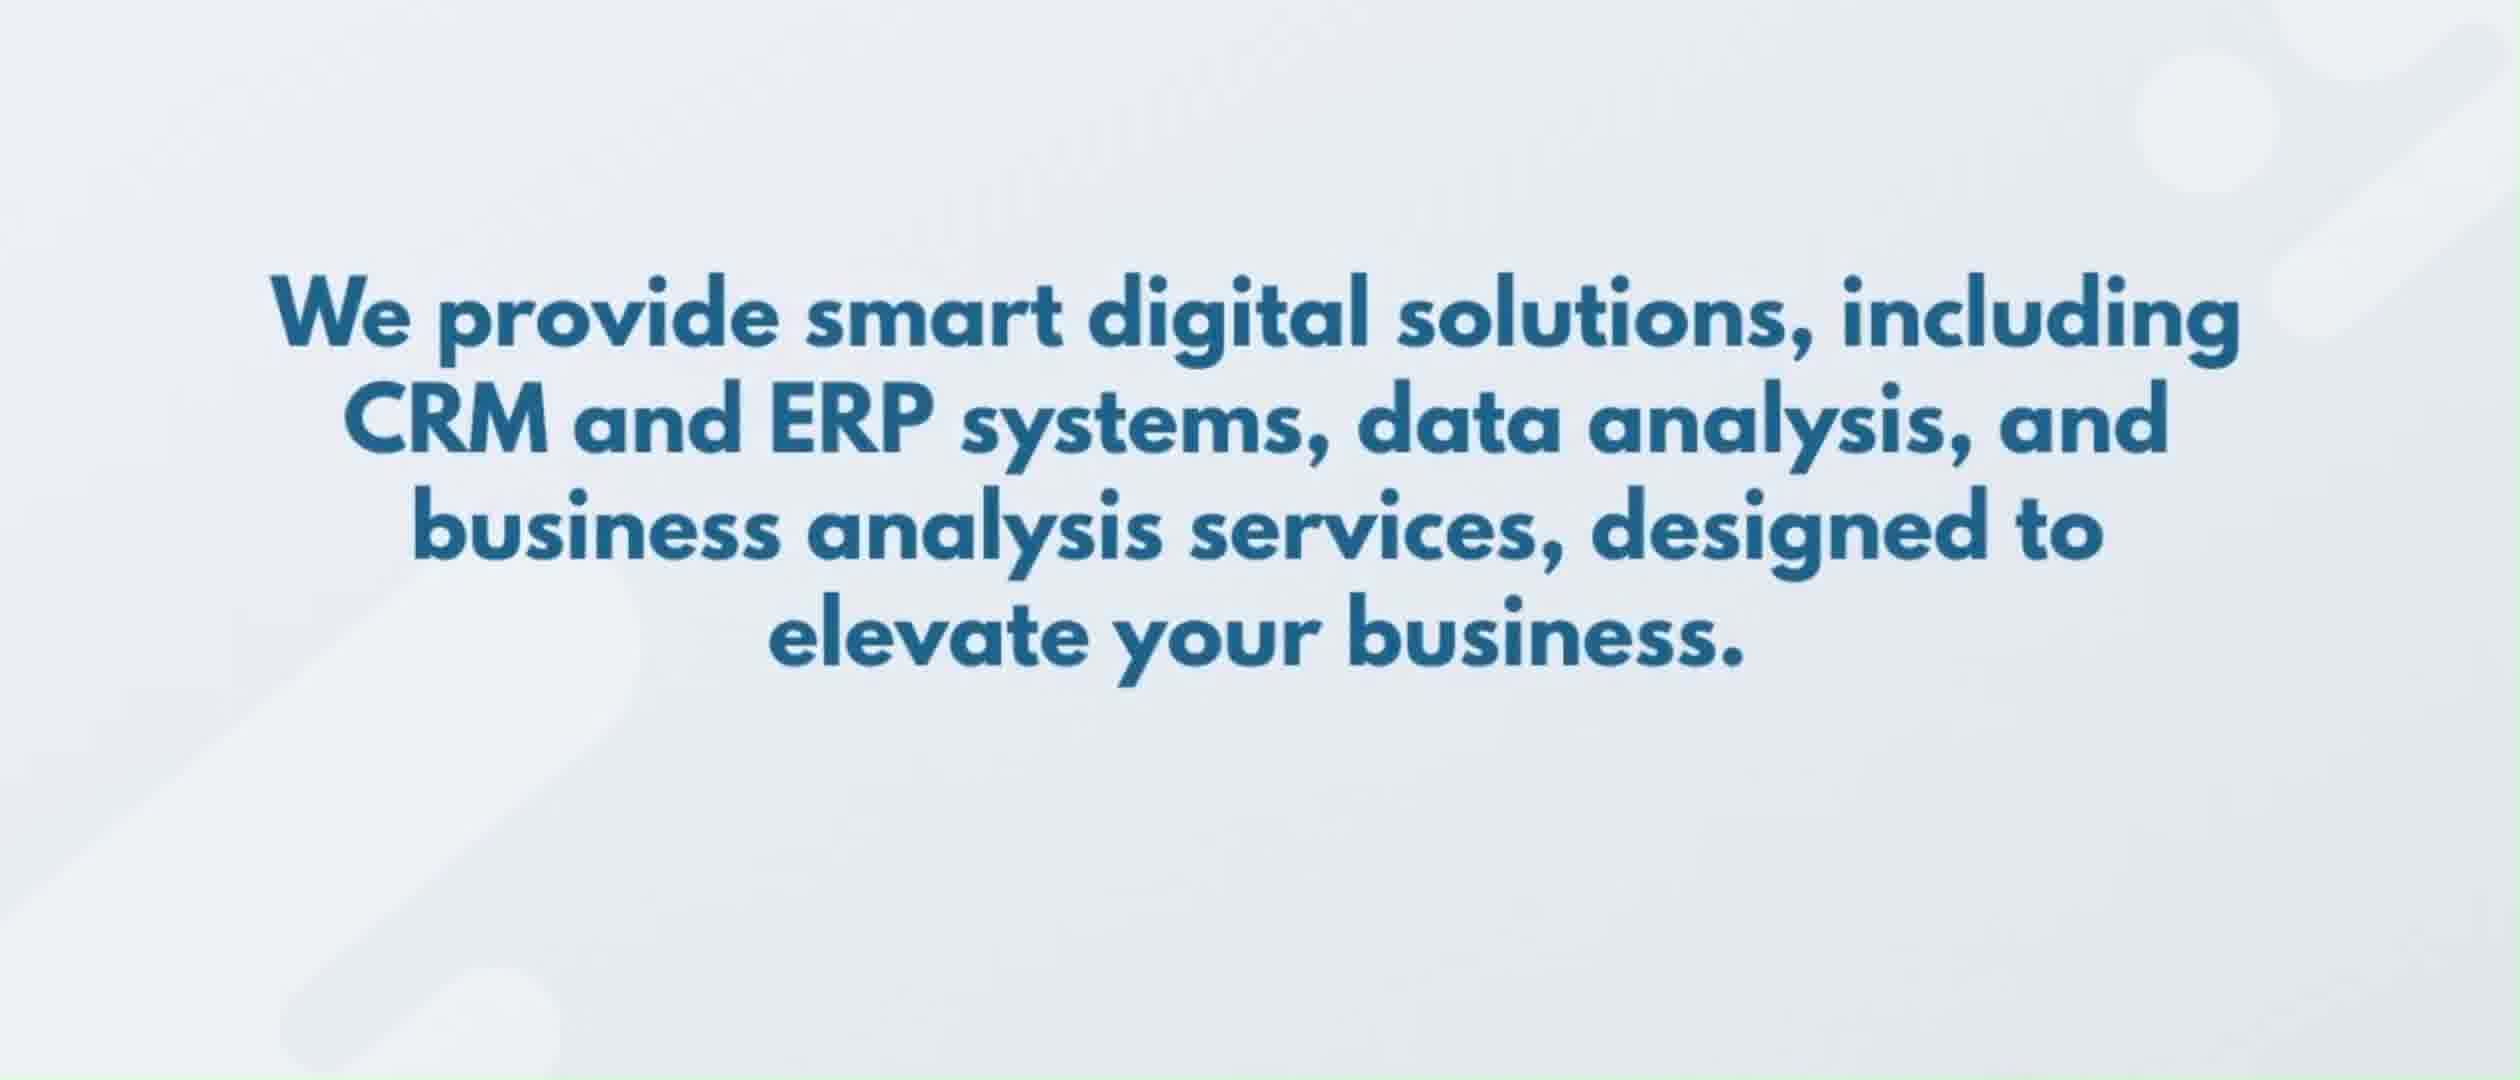 We provide smart digital solutions, including
CRM and ERP systems, data analysis, and
business analysis services, designed to
elevate your business.